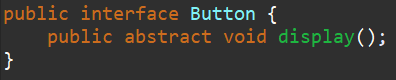 public interface Button {
    public abstract void display();
}